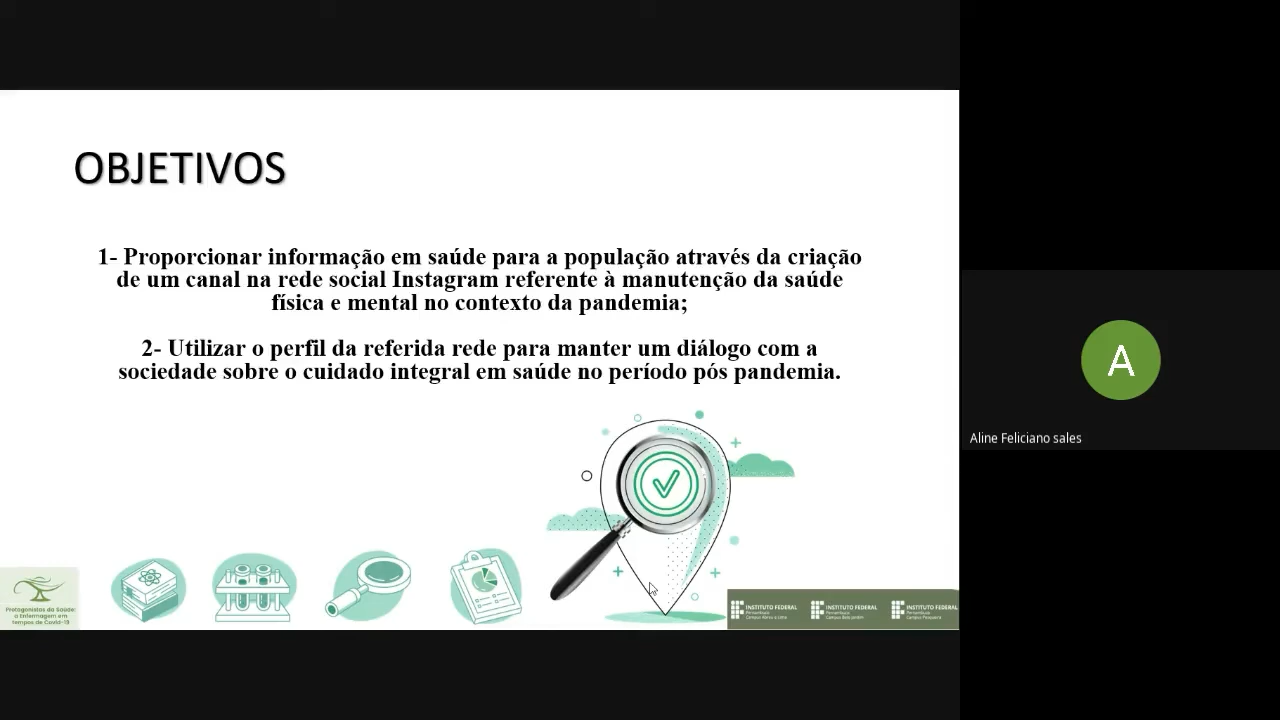 OBJETIVOS
1- Proporcionar informação em saúde para a população através da criação
de um canal na rede social Instagram referente à manutenção da saúde
física e mental no contexto da pandemia;
2- Utilizar o perfil da referida rede para manter um diálogo com a
sociedade sobre o cuidado integral em saúde no período pós pandemia.
A
Aline Feliciano sales
Protagonistas da Saúde:
a Enfermagem em
tempos de Covid-19
INSTITUTO FEDERAL
Pernambuco
Campus Abreu e Lima
INSTITUTO FEDERAL
Pernambuco
Campus Belo Jardim
INSTITUTO FEDERAL
Pernambuco
Campus Pesqueira